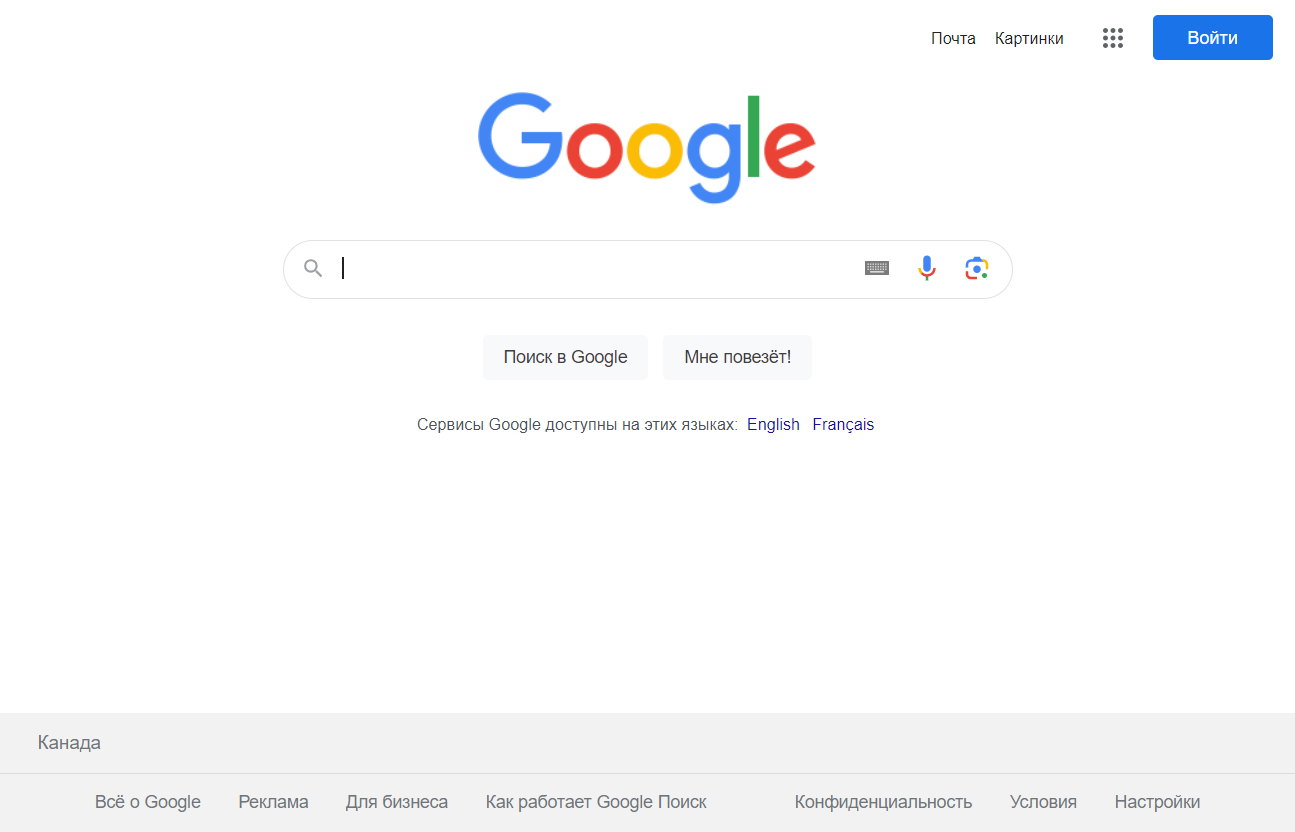 Почта Картинки Войти
Google
Поиск в Google Мне повезёт!
Сервисы Google доступны на этих языках: English Français
Канада
Всё о Google Реклама Для бизнеса Как работает Google Поиск Конфиденциальность Условия Настройки